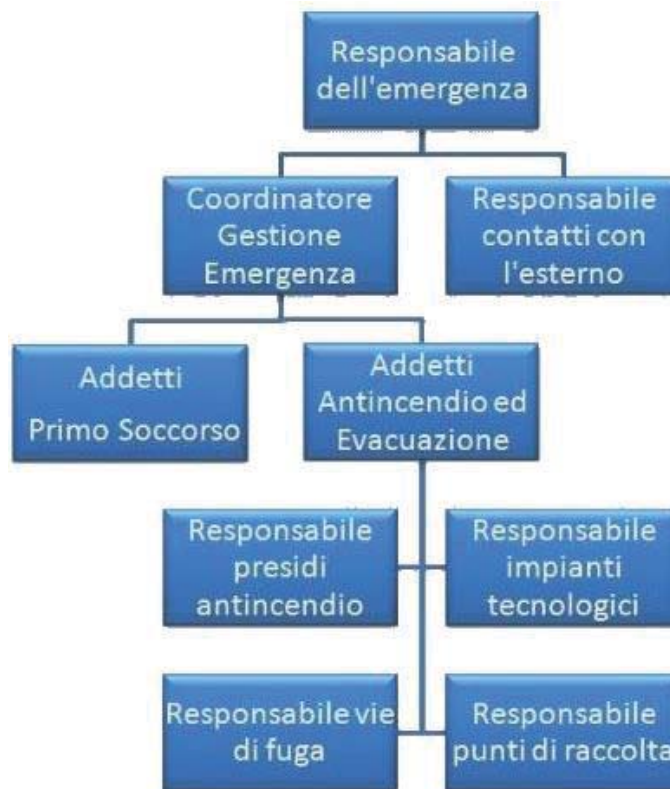 Responsabile
dell'emergenza
Coordinatore
Gestione
Emergenza
Responsabile
contatti con
l'esterno
Addetti
Primo Soccorso
Addetti
Antincendio ed
Evacuazione
Responsabile
presidi
antincendio
Responsabile
impianti
tecnologici
Responsabile vie
di fuga
Responsabile
punti di raccolta